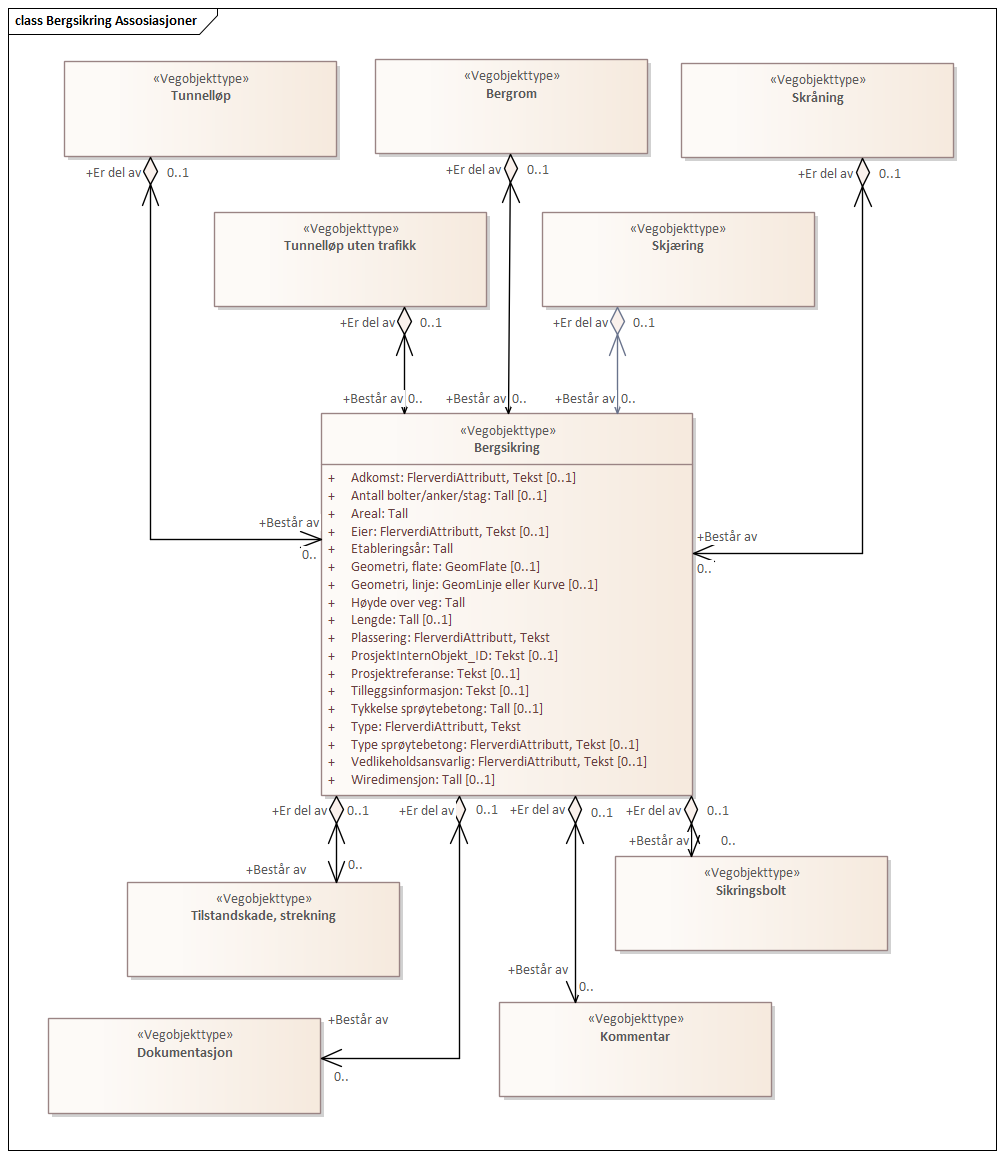 class Bergsikring Assosiasjoner
«Vegobjekttype»
Tunnelløp
«Vegobjekttype»
Bergrom
«Vegobjekttype»
Skråning
+Er del av 0..1
+Er del av 0..1
+Er del av 0..1
«Vegobjekttype»
Tunnelløp uten trafikk
«Vegobjekttype»
Skjæring
+Er del av 0..1
+Er del av 0..1
+Består av 0..
+Består av 0..
+Består av 0..
«Vegobjekttype»
Bergsikring
+ Adkomst: FlerverdiAttributt, Tekst [0..1]
+ Antall bolter/anker/stag: Tall [0..1]
+ Areal: Tall
+ Eier: FlerverdiAttributt, Tekst [0..1]
+ Etableringsår: Tall
+ Geometri, flate: GeomFlate [0..1]
+ Geometri, linje: GeomLinje eller Kurve [0..1]
+ Høyde over veg: Tall
+ Lengde: Tall [0..1]
+ Plassering: FlerverdiAttributt, Tekst
+ ProsjektInternObjekt_ID: Tekst [0..1]
+ Prosjektreferanse: Tekst [0..1]
+ Tilleggsinformasjon: Tekst [0..1]
+ Tykkelse sprøytebetong: Tall [0..1]
+ Type: FlerverdiAttributt, Tekst
+ Type sprøytebetong: FlerverdiAttributt, Tekst [0..1]
+ Vedlikeholdsansvarlig: FlerverdiAttributt, Tekst [0..1]
+ Wiredimensjon: Tall [0..1]
+Består av
0..
+Består av
0..
+Er del av 0..1
+Er del av 0..1
+Er del av 0..1
+Er del av 0..1
+Består av 0..
+Består av 0..
«Vegobjekttype»
Tilstandskade, strekning
«Vegobjekttype»
Sikringsbolt
+Består av
0..
+Består av
0..
«Vegobjekttype»
Dokumentasjon
«Vegobjekttype»
Kommentar